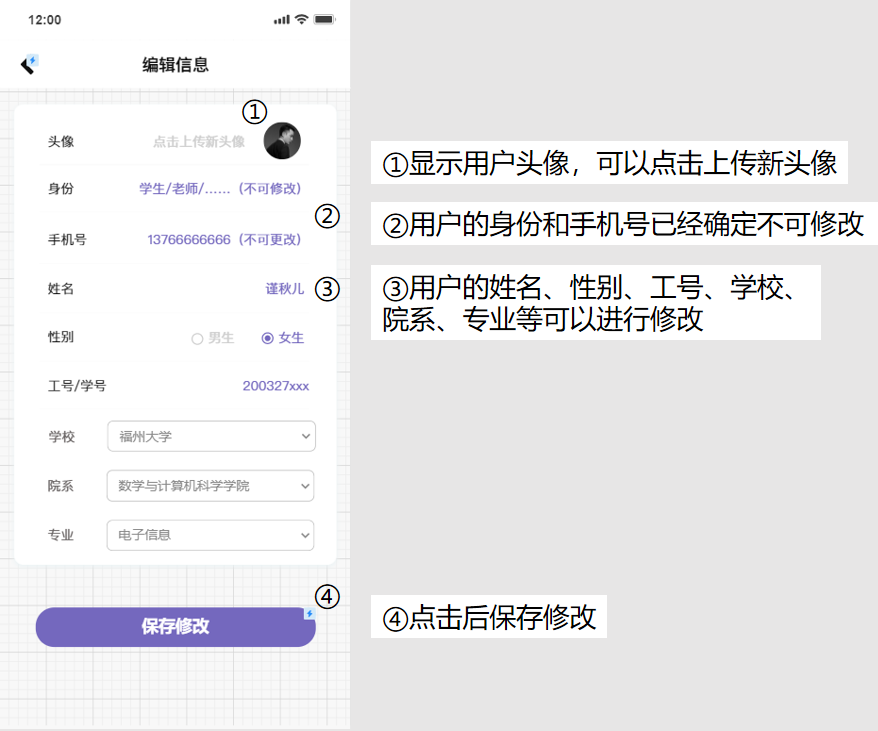 12:00
编辑信息
①
头像 点击上传新头像
身份 学生/老师/…… (不可修改)
②
手机号 13766666666 (不可更改)
姓名 谨秋儿 ③
性别 男生 女生
工号/学号 200327xxx
学校 福州大学
院系 数学与计算机科学学院
专业 电子信息
④
保存修改
①显示用户头像，可以点击上传新头像
②用户的身份和手机号已经确定不可修改
③用户的姓名、性别、工号、学校、
院系、专业等可以进行修改
④点击后保存修改